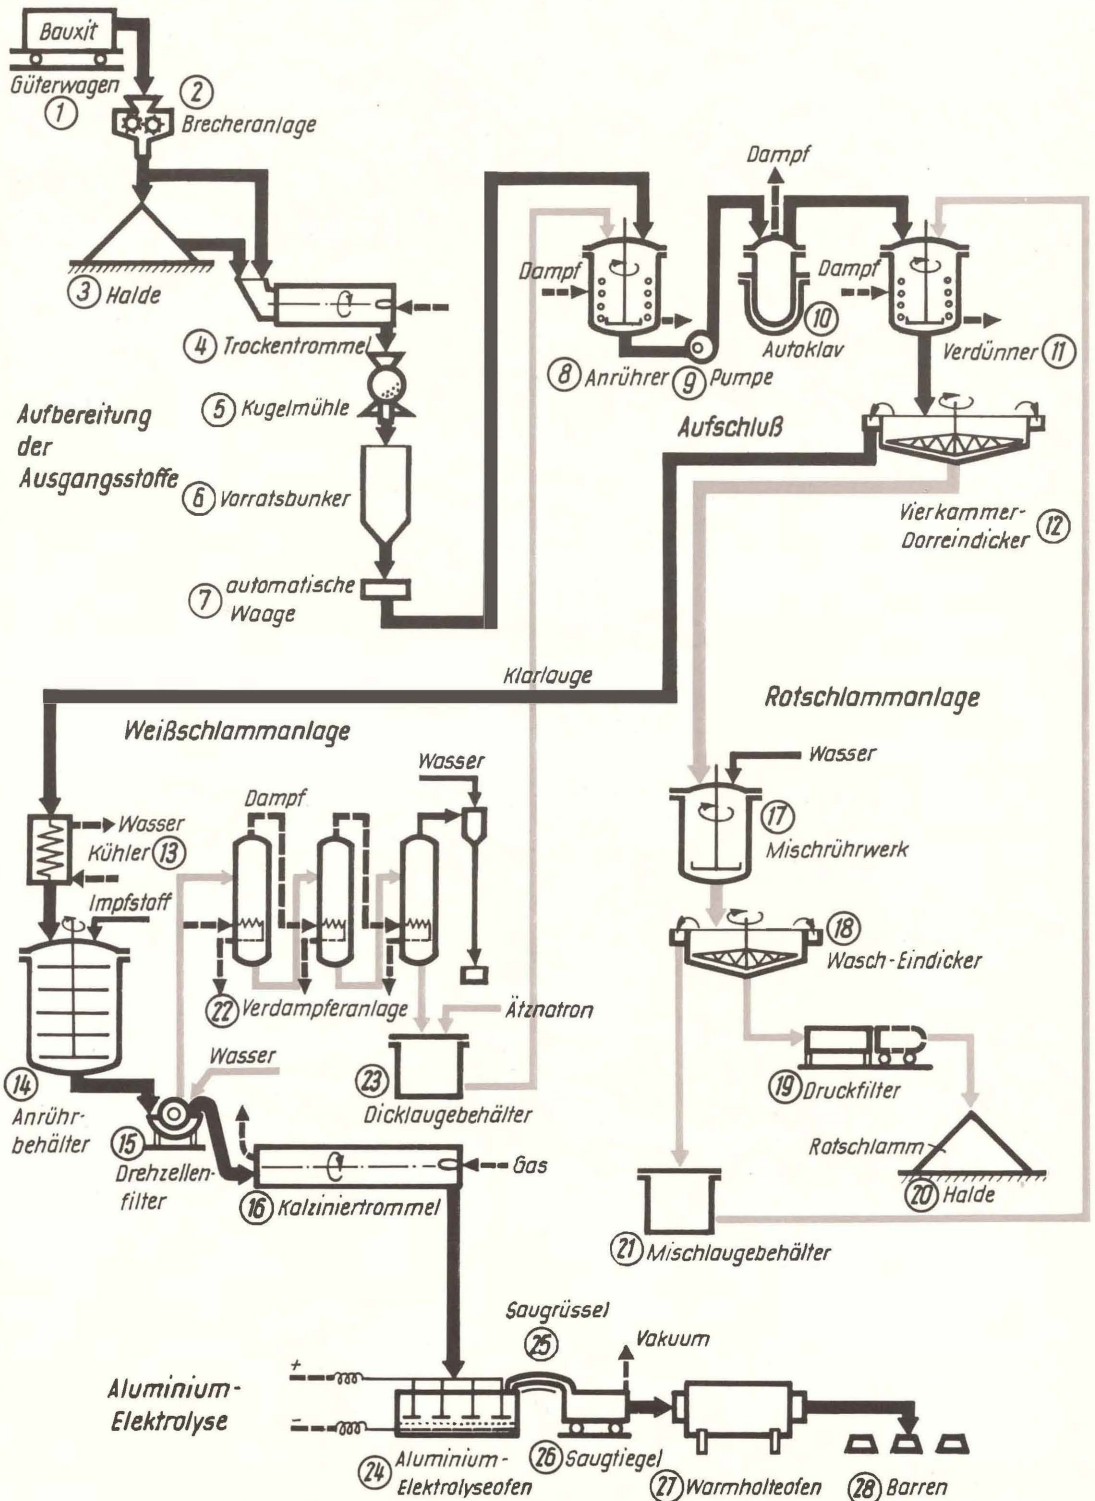 Bauxit
Güterwagen
1
2
Brecheranlage
3 Halde
4 Trockentrommel
5 Kugelmühle
Aufbereitung
der
Ausgangsstoffe
6 Vorratsbunker
7 automatische
Waage
Dampf
8 Anrührer
9 Pumpe
Dampf
10
Autoklav
Dampf
Verdünner 11
Aufschluß
Vierkammer-
Dorreindicker 12
Klarlauge
Rotschlammanlage
Weißschlammanlage
Wasser
Kühler 13
Impfstoff
14
Anrühr-
behälter
Dampf
Wasser
22 Verdampferanlage
Ätznatron
23
Dicklaugebehälter
Wasser
15
Drehzellen-
filter
Gas
16 Kalziniertrommel
Wasser
17
Mischrührwerk
18
Wasch-Eindicker
19 Druckfilter
Rotschlamm
20 Halde
21 Mischlaugebehälter
Aluminium-
Elektrolyse
+
-
24 Aluminium-
Elektrolyseofen
Saugrüssel
25
Vakuum
26 Saugtiegel
27 Warmhalteofen
28 Barren